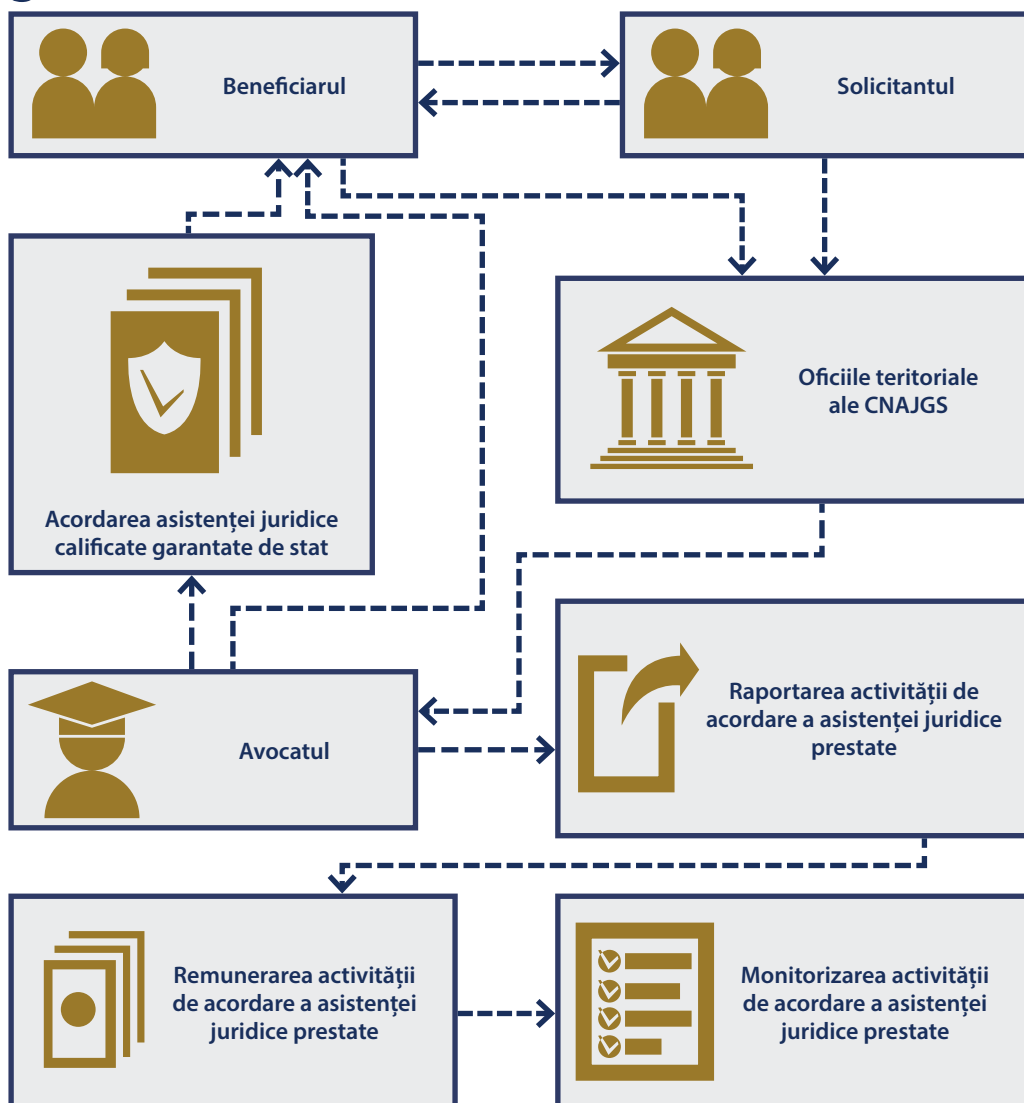 Beneficiarul
Solicitantul
Oficiile teritoriale
ale CNAJGS
Acordarea asistenței juridice
calificate garantate de stat
Raportarea activității de
acordare a asistenței juridice
prestate
Avocatul
Remunerarea activității
de acordare a asistenței
juridice prestate
Monitorizarea activității
de acordare a asistenței
juridice prestate